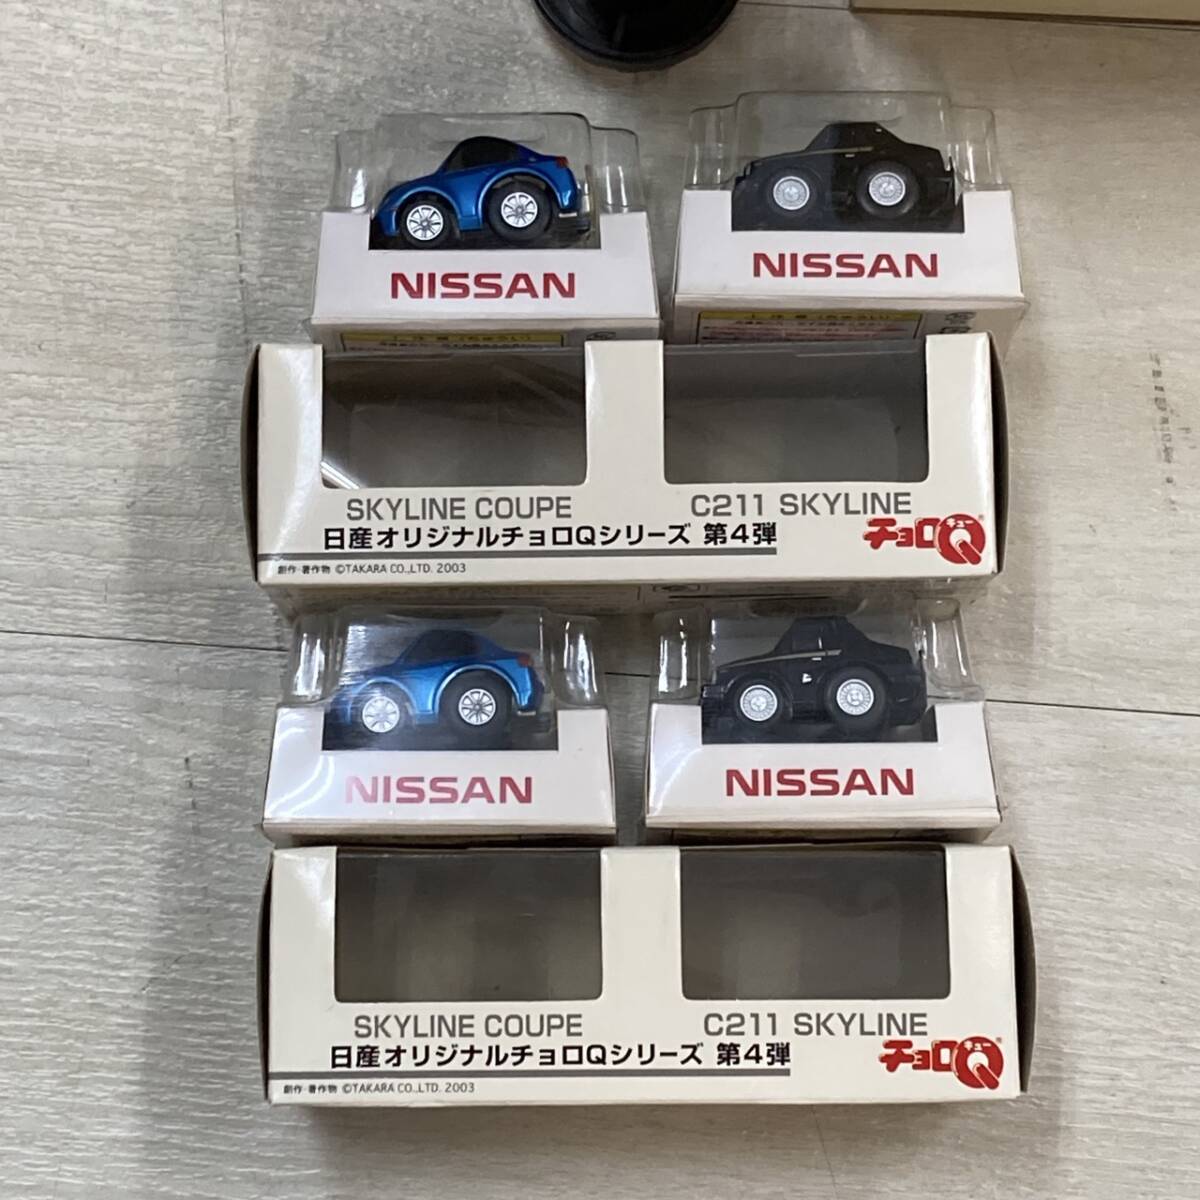 NISSAN
NISSAN
SKYLINE COUPE
C211 SKYLINE
日産オリジナルチョロQシリーズ 第4弾
チョロQ
キュー
創作・著作物 ©TAKARA CO.,LTD. 2003
NISSAN
NISSAN
SKYLINE COUPE
C211 SKYLINE
日産オリジナルチョロQシリーズ 第4弾
チョロQ
キュー
創作・著作物 ©TAKARA CO.,LTD. 2003